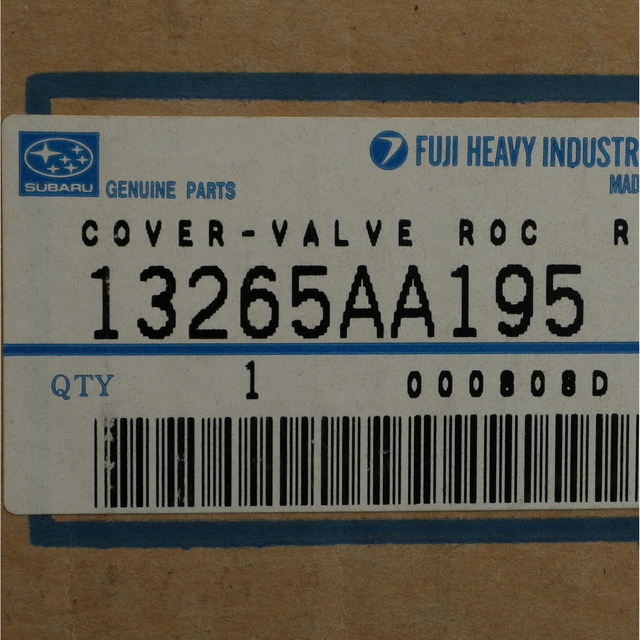 SUBARU
GENUINE PARTS
FUJI HEAVY INDUSTR
MAD
COVER-VALVE ROC R
13265AA195
QTY 1 000808D